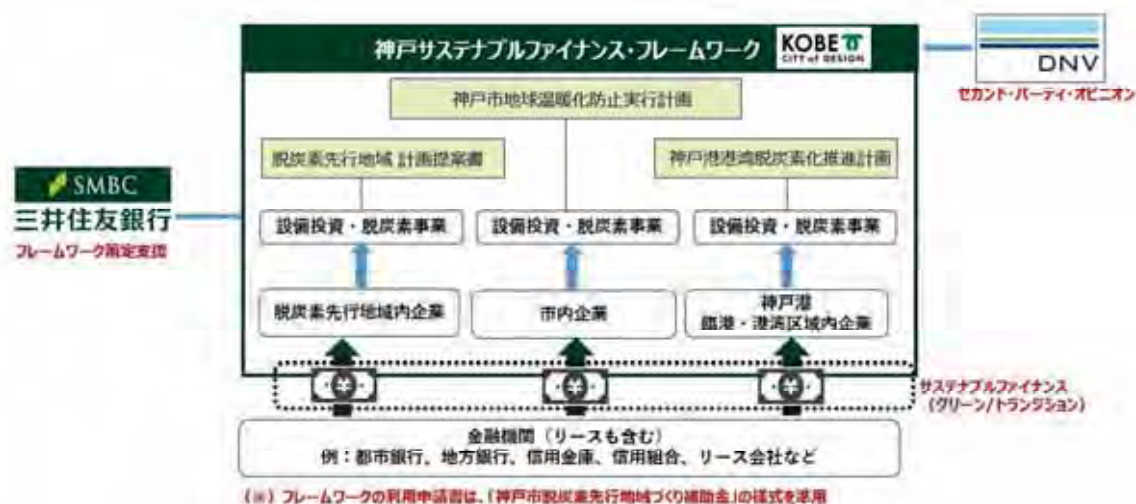 神戸サステナブルファイナンス・フレームワーク
KOBE
CITY of DESIGN
DNV
セカンド・パーティ・オピニオン
神戸市地球温暖化防止実行計画
脱炭素先行地域 計画提案書
神戸港港湾脱炭素化推進計画
SMBC
三井住友銀行
フレームワーク策定支援
設備投資・脱炭素事業
設備投資・脱炭素事業
設備投資・脱炭素事業
脱炭素先行地域内企業
市内企業
神戸港
臨港・港湾区域内企業
¥
¥
¥
サステナブルファイナンス
(グリーン/トランジション)
金融機関(リースも含む)
例:都市銀行、地方銀行、信用金庫、信用組合、リース会社など
(※) フレームワークの利用申請書は、「神戸市脱炭素先行地域づくり補助金」の様式を準用